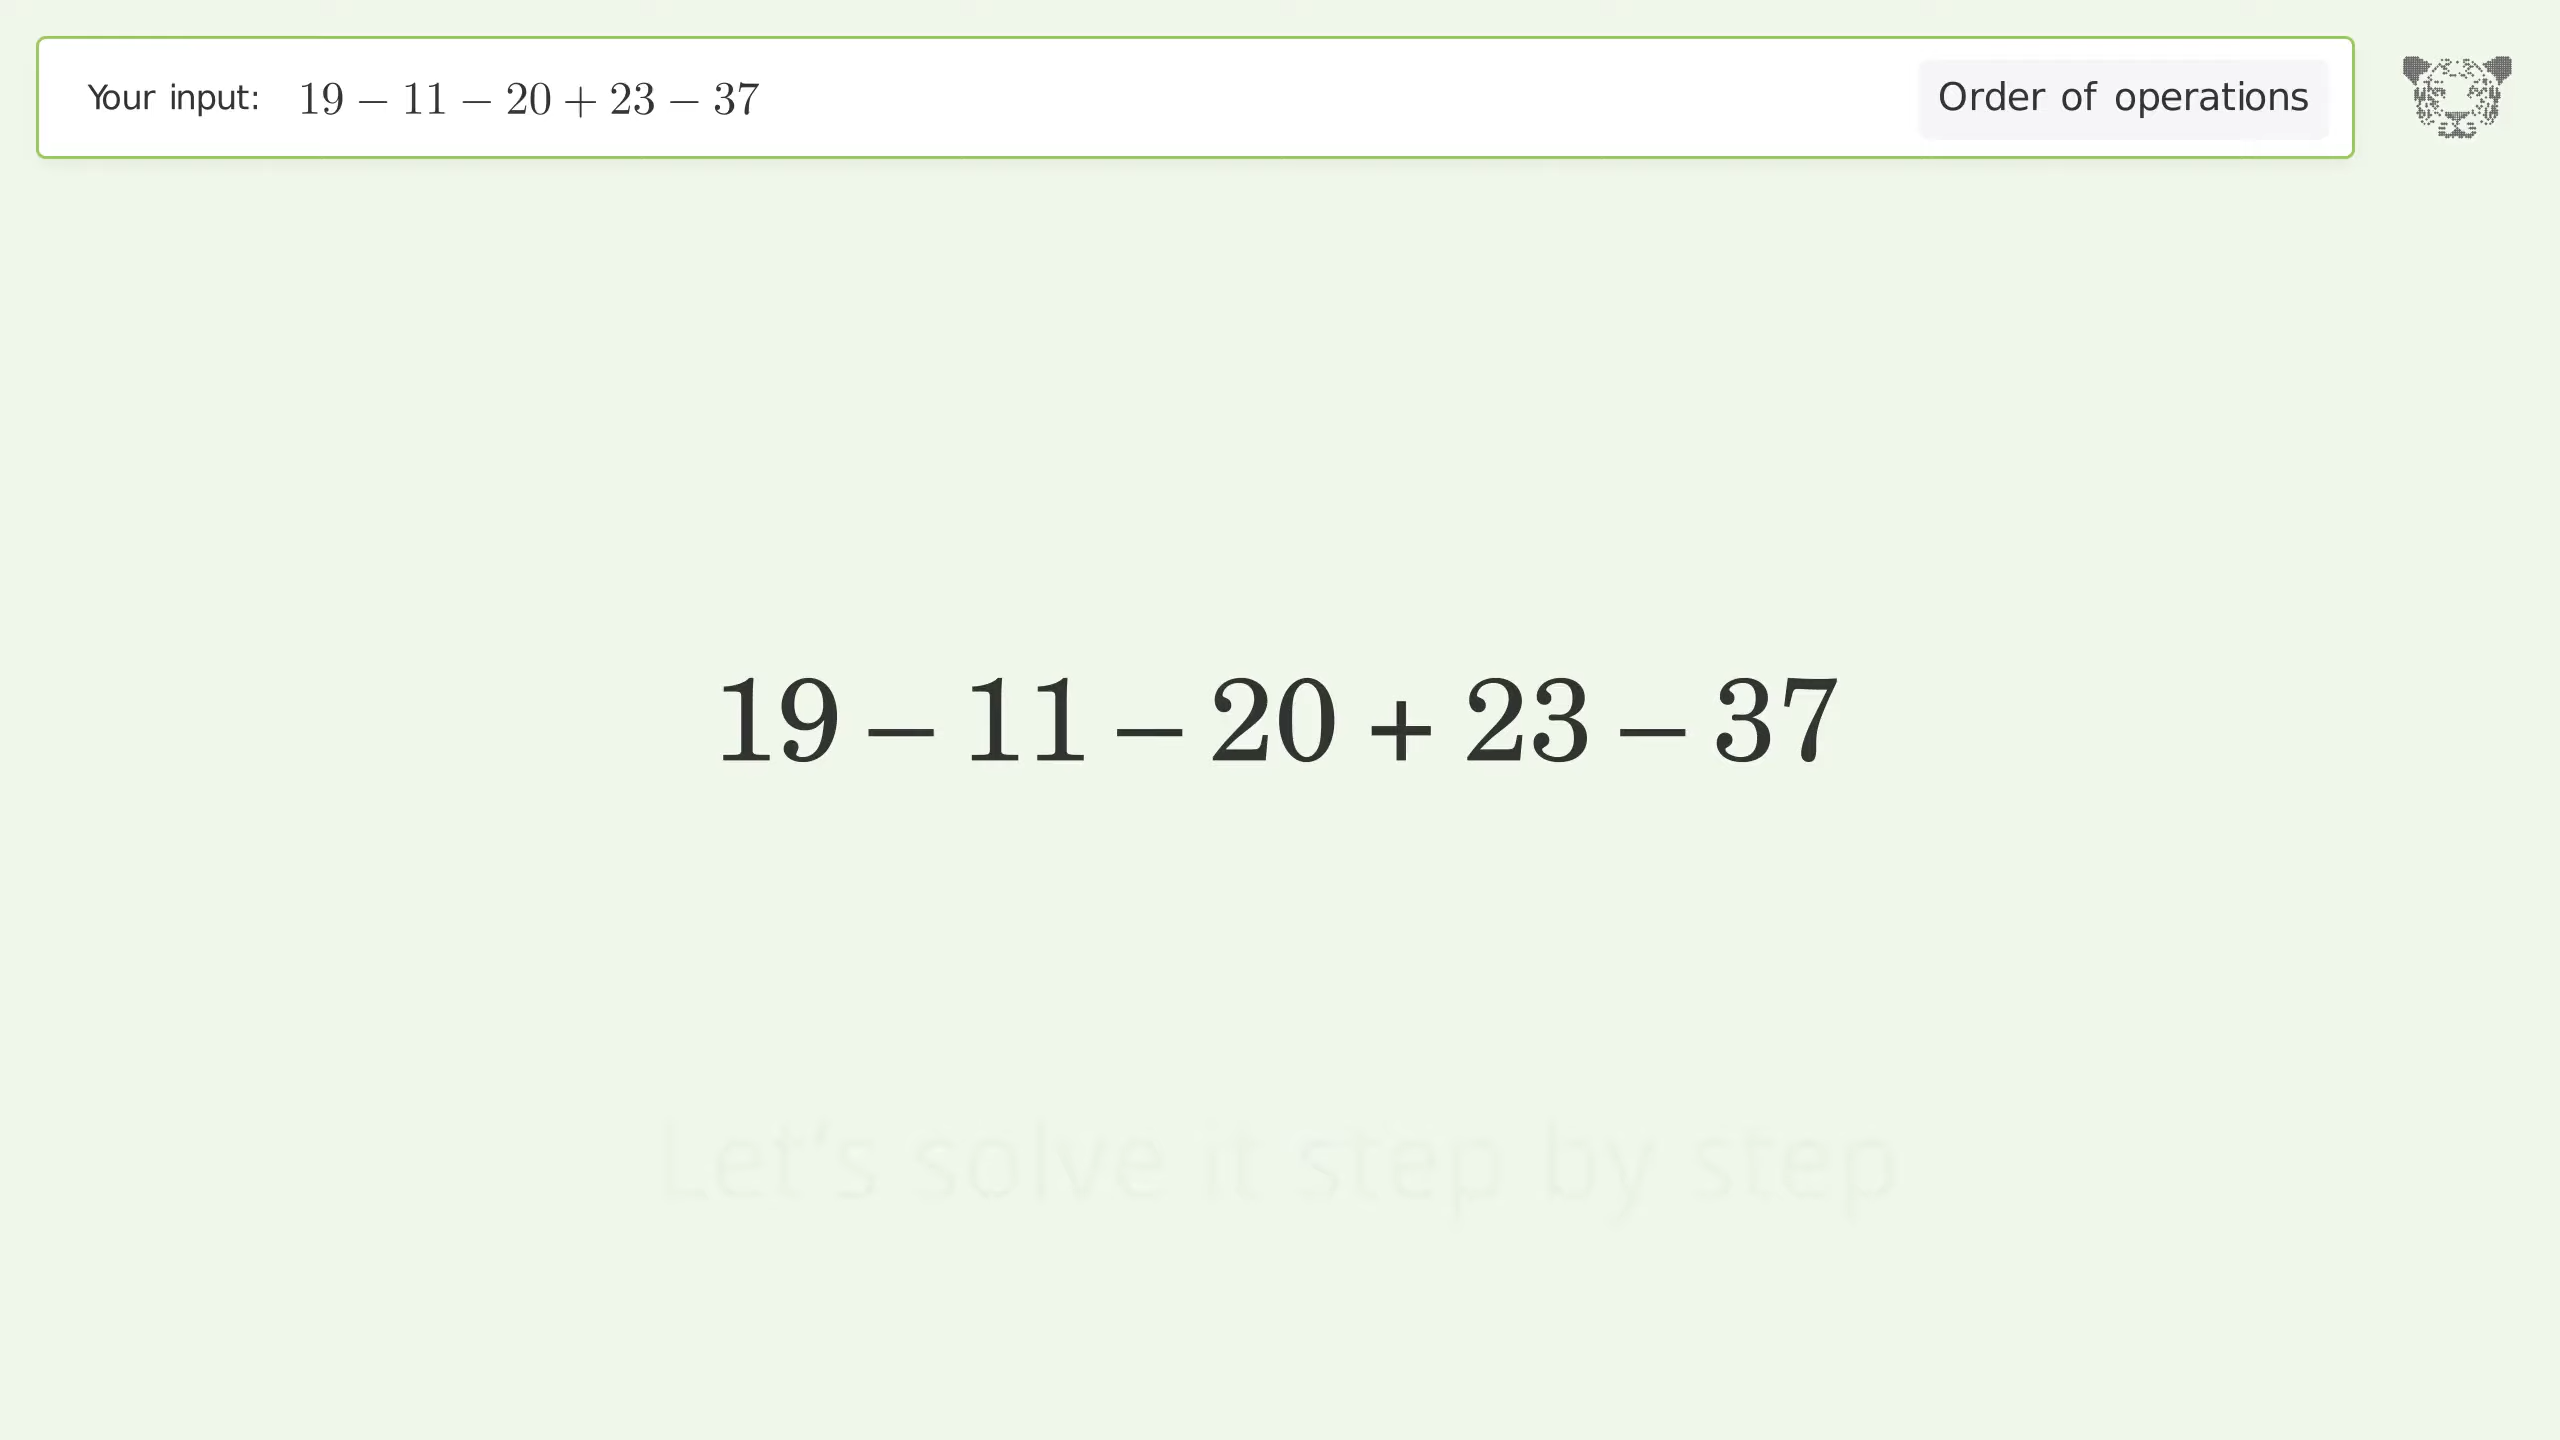 Your input: 19 − 11 − 20 + 23 − 37
Order of operations
19 − 11 − 20 + 23 − 37
Let's solve it step by step